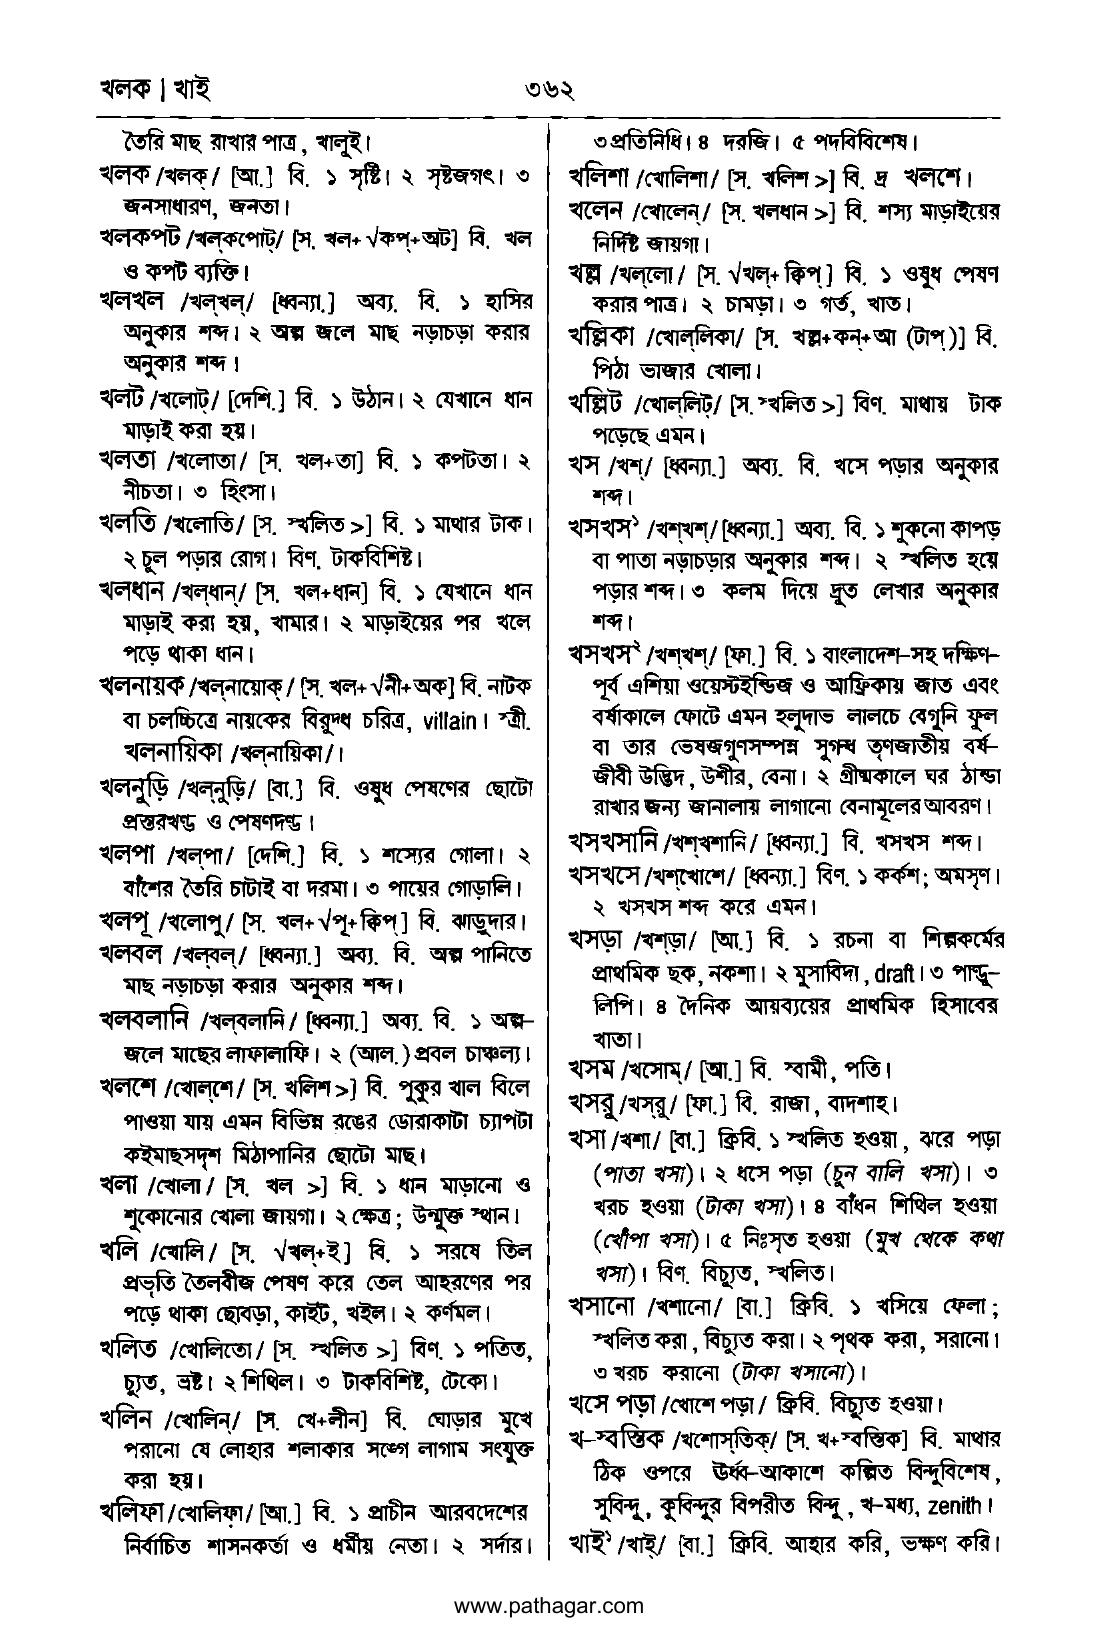 খলক | খাই
৩৬২
তৈরি মাছ রাখার পাত্র, খালুই।
খলক /খলক্/ [আ.] বি. ১ সৃষ্টি। ২ সৃষ্টজগৎ। ৩
জনসাধারণ, জনতা।
খলকপট /খল্‌কপোট্/ [স. খল+√কপ্+অট] বি. খল
ও কপট ব্যক্তি।
খলখল /খল্‌খল্/ [ধ্বন্যা.] অব্য. বি. ১ হাসির
অনুকার শব্দ। ২ অল্প জলে মাছ নড়াচড়া করার
অনুকার শব্দ।
খলট /খলোট্/ [দেশি.] বি. ১ উঠান। ২ যেখানে ধান
মাড়াই করা হয়।
খলতা /খলোতা/ [স. খল+তা] বি. ১ কপটতা। ২
নীচতা। ৩ হিংসা।
খলতি /খলোতি/ [স. স্খলিত >] বি. ১ মাথার টাক।
২ চুল পড়ার রোগ। বিণ. টাকবিশিষ্ট।
খলধান /খল্‌ধান্/ [স. খল+ধান] বি. ১ যেখানে ধান
মাড়াই করা হয়, খামার। ২ মাড়াইয়ের পর খলে
পড়ে থাকা ধান।
খলনায়ক /খল্‌নায়োক্/ [স. খল+√নী+অক] বি. নাটক
বা চলচ্চিত্রে নায়কের বিরুদ্ধ চরিত্র, villain। স্ত্রী.
খলনায়িকা /খল্‌নায়িকা/।
খলনুড়ি /খল্‌নুড়ি/ [বা.] বি. ওষুধ পেষণের ছোটো
প্রস্তরখণ্ড ও পেষণদণ্ড।
খলপা /খল্‌পা/ [দেশি.] বি. ১ শস্যের গোলা। ২
বাঁশের তৈরি চাটাই বা দরমা। ৩ পায়ের গোড়ালি।
খলপূ /খলোপু/ [স. খল+√পূ+ক্বিপ্] বি. ঝাড়ুদার।
খলবল /খল্‌বল্/ [ধ্বন্যা.] অব্য. বি. অল্প পানিতে
মাছ নড়াচড়া করার অনুকার শব্দ।
খলবলানি /খল্‌বলানি/ [ধ্বন্যা.] অব্য. বি. ১ অল্প-
জলে মাছের লাফালাফি। ২ (আল.) প্রবল চাঞ্চল্য।
খলশে /খোল্‌শে/ [স. খলিশ >] বি. পুকুর খাল বিলে
পাওয়া যায় এমন বিভিন্ন রঙের ডোরাকাটা চ্যাপটা
কইমাছসদৃশ মিঠাপানির ছোটো মাছ।
খলা /খোলা/ [স. খল >] বি. ১ ধান মাড়ানো ও
শুকোনোর খোলা জায়গা। ২ ক্ষেত্র; উন্মুক্ত স্থান।
খলি /খোলি/ [স. √খল্+ই] বি. ১ সরষে তিল
প্রভৃতি তৈলবীজ পেষণ করে তেল আহরণের পর
পড়ে থাকা ছোবড়া, কাইট, খইল। ২ কর্ণমল।
খলিত /খোলিতো/ [স. স্খলিত >] বিণ. ১ পতিত,
চ্যুত, ভ্রষ্ট। ২ শিথিল। ৩ টাকবিশিষ্ট, টেকো।
খলিন /খোলিন্/ [স. খে+লীন] বি. ঘোড়ার মুখে
পরানো যে লোহার শলাকার সঙ্গে লাগাম সংযুক্ত
করা হয়।
খলিফা /খোলিফা/ [আ.] বি. ১ প্রাচীন আরবদেশের
নির্বাচিত শাসনকর্তা ও ধর্মীয় নেতা। ২ সর্দার।
৩ প্রতিনিধি। ৪ দরজি। ৫ পদবিবিশেষ।
খলিশা /খোলিশা/ [স. খলিশ >] বি. দ্র খলশে।
খলেন /খোলেন্/ [স. খলধান >] বি. শস্য মাড়াইয়ের
নির্দিষ্ট জায়গা।
খল্ল /খল্‌লো/ [স. √খল্+ক্বিপ্] বি. ১ ওষুধ পেষণ
করার পাত্র। ২ চামড়া। ৩ গর্ত, খাত।
খল্লিকা /খোল্‌লিকা/ [স. খল্ল+কন্+আ (টাপ্)] বি.
পিঠা ভাজার খোলা।
খল্লিট /খোল্‌লিট্/ [স. স্খলিত >] বিণ. মাথায় টাক
পড়েছে এমন।
খস /খশ্/ [ধ্বন্যা.] অব্য. বি. খসে পড়ার অনুকার
শব্দ।
খসখস১ /খশ্‌খশ্/ [ধ্বন্যা.] অব্য. বি. ১ শুকনো কাপড়
বা পাতা নড়াচড়ার অনুকার শব্দ। ২ স্খলিত হয়ে
পড়ার শব্দ। ৩ কলম দিয়ে দ্রুত লেখার অনুকার
শব্দ।
খসখস২ /খশ্‌খশ্/ [ফা.] বি. ১ বাংলাদেশ-সহ দক্ষিণ-
পূর্ব এশিয়া ওয়েস্টইন্ডিজ ও আফ্রিকায় জাত এবং
বর্ষাকালে ফোটে এমন হলুদাভ লালচে বেগুনি ফুল
বা তার ভেষজগুণসম্পন্ন সুগন্ধ তৃণজাতীয় বর্ষ-
জীবী উদ্ভিদ, উশীর, বেনা। ২ গ্রীষ্মকালে ঘর ঠান্ডা
রাখার জন্য জানালায় লাগানো বেনামূলের আবরণ।
খসখসানি /খশ্‌খশানি/ [ধ্বন্যা.] বি. খসখস শব্দ।
খসখসে /খশ্‌খোশে/ [ধ্বন্যা.] বিণ. ১ কর্কশ; অমসৃণ।
২ খসখস শব্দ করে এমন।
খসড়া /খশ্‌ড়া/ [আ.] বি. ১ রচনা বা শিল্পকর্মের
প্রাথমিক ছক, নকশা। ২ মুসাবিদা, draft। ৩ পাণ্ডু-
লিপি। ৪ দৈনিক আয়ব্যয়ের প্রাথমিক হিসাবের
খাতা।
খসম /খসোম্/ [আ.] বি. স্বামী, পতি।
খসরু /খস্‌রু/ [ফা.] বি. রাজা, বাদশাহ।
খসা /খশা/ [বা.] ক্রিবি. ১ স্খলিত হওয়া, ঝরে পড়া
(পাতা খসা)। ২ ধসে পড়া (চুন বালি খসা)। ৩
খরচ হওয়া (টাকা খসা)। ৪ বাঁধন শিথিল হওয়া
(খোঁপা খসা)। ৫ নিঃসৃত হওয়া (মুখ থেকে কথা
খসা)। বিণ. বিচ্যুত, স্খলিত।
খসানো /খশানো/ [বা.] ক্রিবি. ১ খসিয়ে ফেলা;
স্খলিত করা, বিচ্যুত করা। ২ পৃথক করা, সরানো।
৩ খরচ করানো (টাকা খসানো)।
খসে পড়া /খোশে পড়া/ ক্রিবি. বিচ্যুত হওয়া।
খ-স্বস্তিক /খশোস্‌তিক্/ [স. খ+স্বস্তিক] বি. মাথার
ঠিক ওপরে ঊর্ধ্ব-আকাশে কল্পিত বিন্দুবিশেষ,
সুবিন্দু, কুবিন্দুর বিপরীত বিন্দু, খ-মধ্য, zenith।
খাই১ /খাই্/ [বা.] ক্রিবি. আহার করি, ভক্ষণ করি।
www.pathagar.com